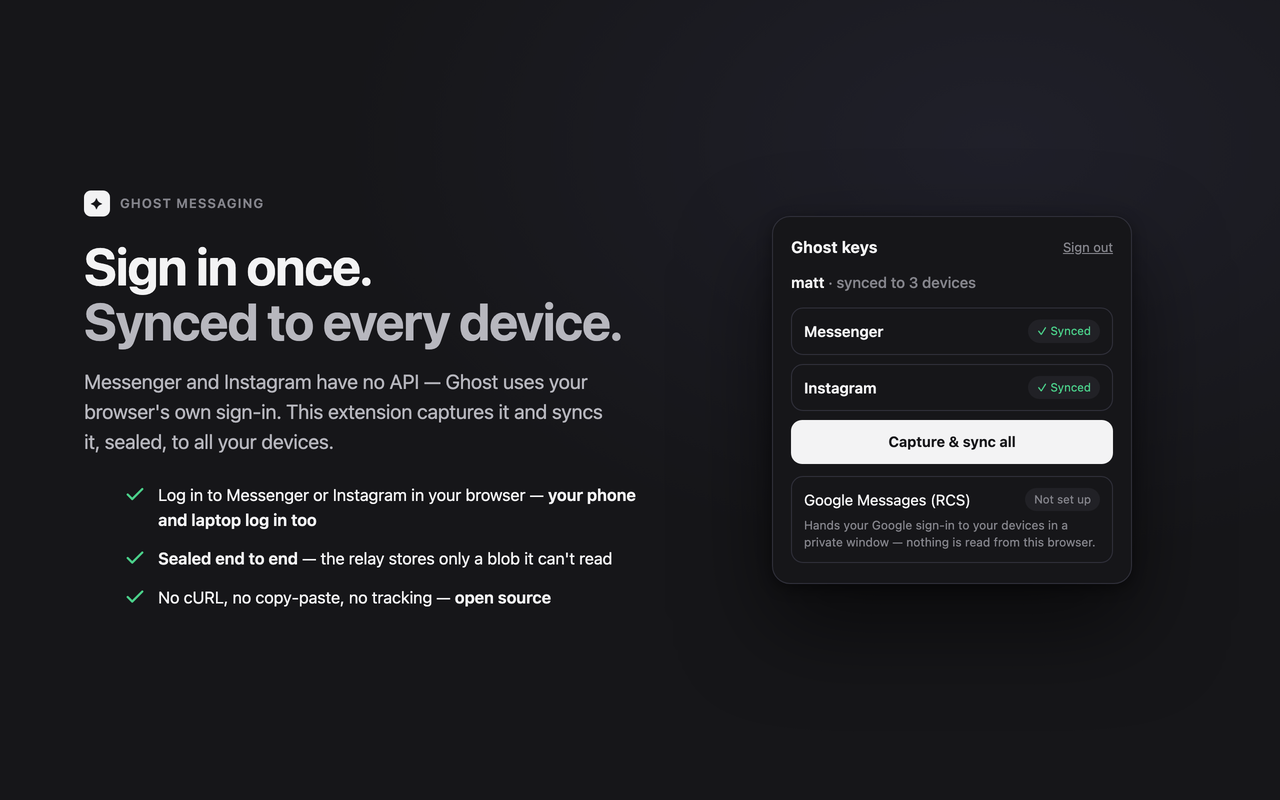 GHOST MESSAGING
Sign in once.
Synced to every device.
Messenger and Instagram have no API — Ghost uses your
browser's own sign-in. This extension captures it and syncs
it, sealed, to all your devices.
✓ Log in to Messenger or Instagram in your browser — your phone
and laptop log in too
✓ Sealed end to end — the relay stores only a blob it can't read
✓ No cURL, no copy-paste, no tracking — open source
Ghost keys
Sign out
matt · synced to 3 devices
Messenger
✓ Synced
Instagram
✓ Synced
Capture & sync all
Google Messages (RCS)
Not set up
Hands your Google sign-in to your devices in a
private window — nothing is read from this browser.